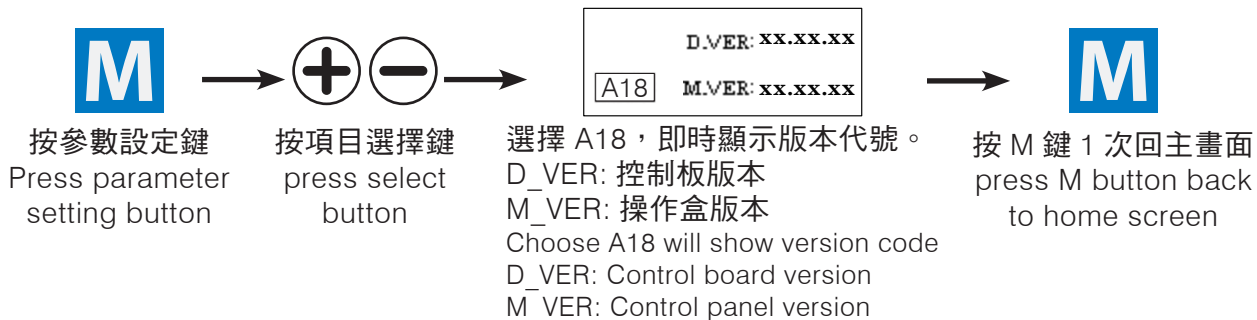 M
按參數設定鍵
Press parameter
setting button
按項目選擇鍵
press select
button
D.VER: xx.xx.xx
A18 M.VER: xx.xx.xx
選擇 A18，即時顯示版本代號。
D_VER: 控制板版本
M_VER: 操作盒版本
Choose A18 will show version code
D_VER: Control board version
M_VER: Control panel version
M
按 M 鍵 1 次回主畫面
press M button back
to home screen